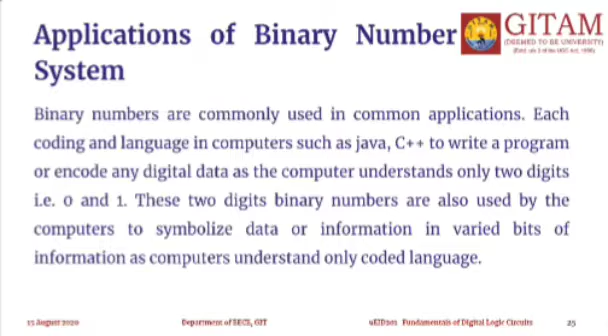 Applications of Binary Number
System
GITAM
(DEEMED TO BE UNIVERSITY)
Binary numbers are commonly used in common applications. Each
coding and language in computers such as java, C++ to write a program
or encode any digital data as the computer understands only two digits
i.e. 0 and 1. These two digits binary numbers are also used by the
computers to symbolize data or information in varied bits of
information as computers understand only coded language.
Department of EECE, GIT
Fundamentals of Digital Logic Circuits
August 2020
25